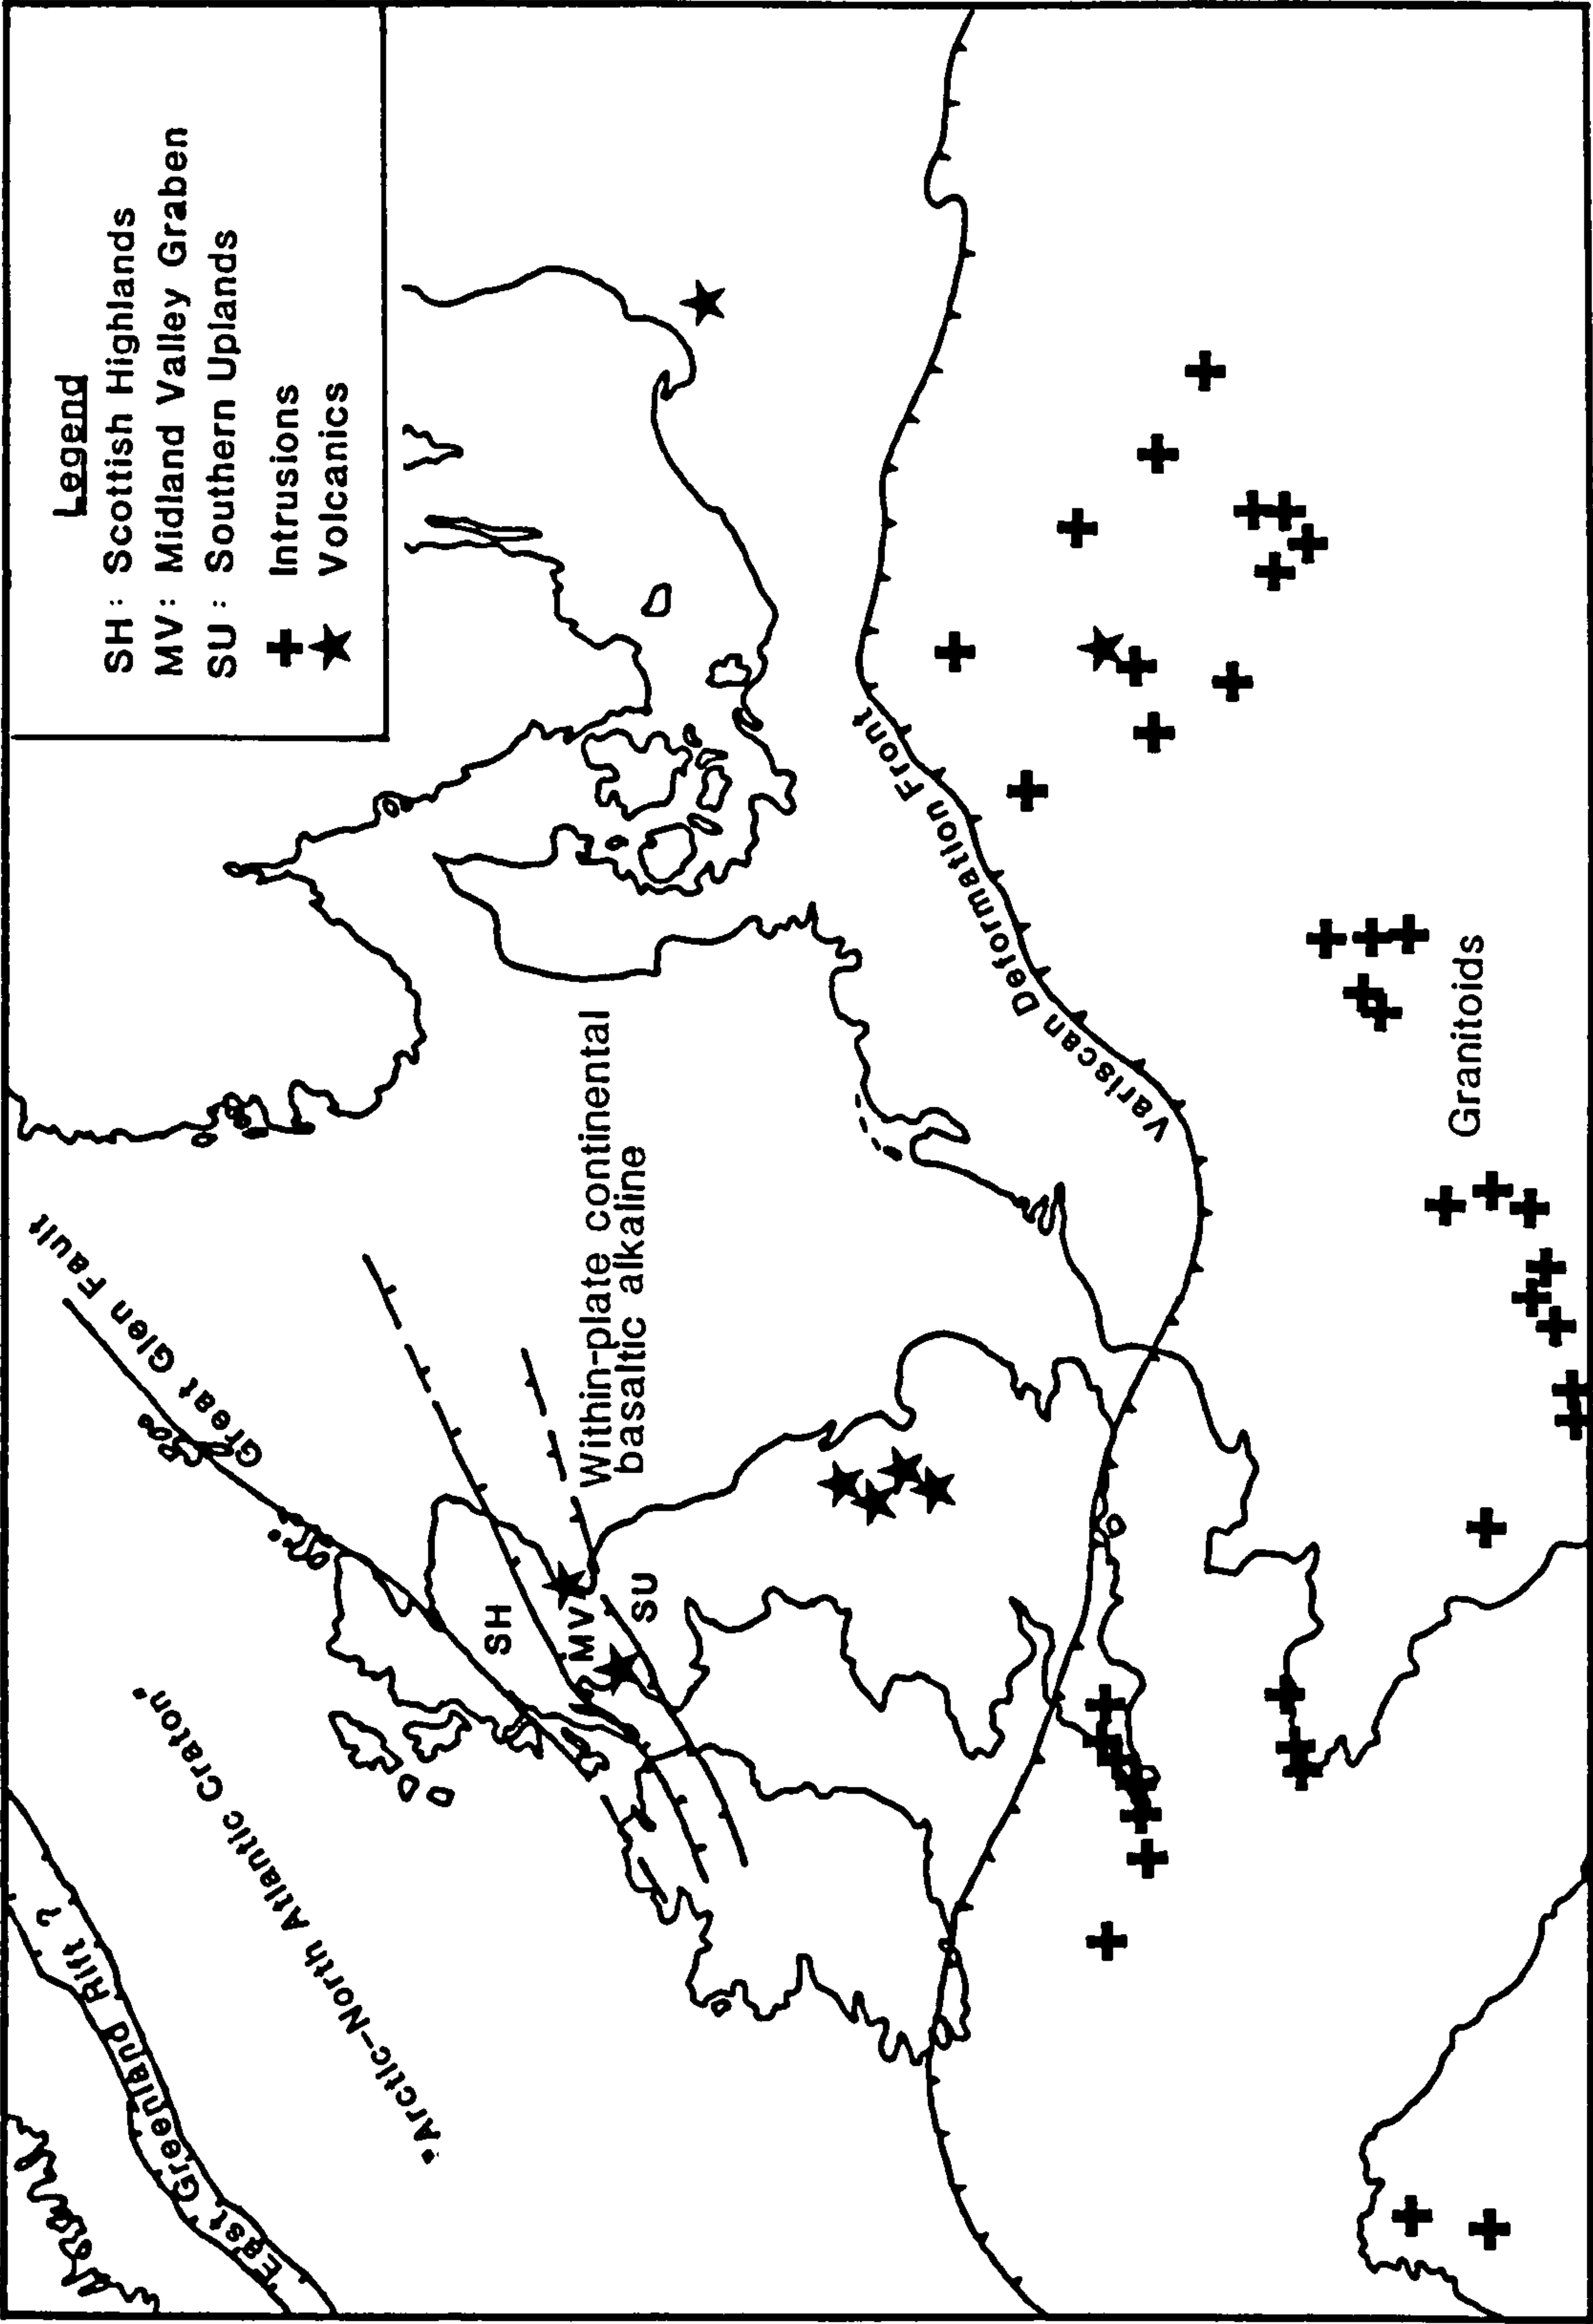 Legend
SH : Scottish Highlands
MV : Midland Valley Graben
SU : Southern Uplands
Intrusions
Volcanics
East Greenland Rift ?
"Arctic-North Atlantic Craton"
Great Glen Fault
SH
MV
SU
Within-plate continental
basaltic alkaline
Variscan Deformation Front
Granitoids